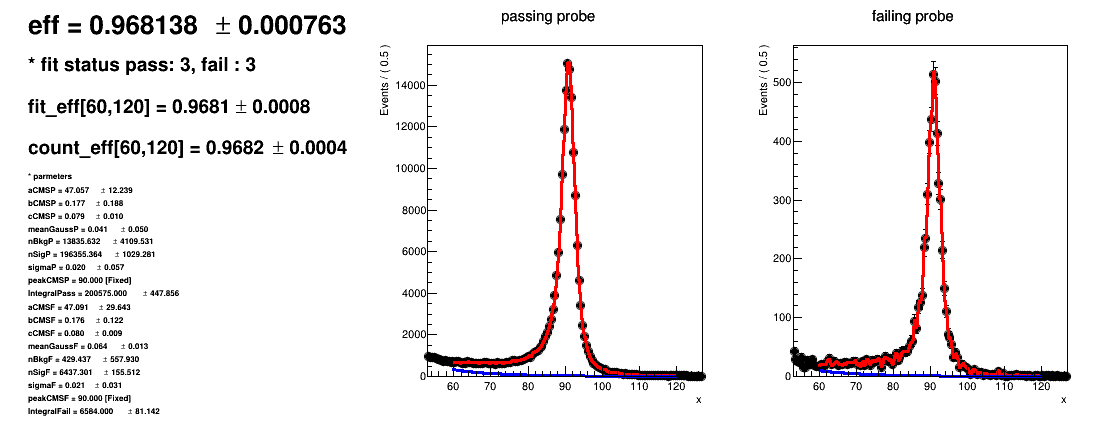 eff = 0.968138 ± 0.000763
* fit status pass: 3, fail : 3
fit_eff[60,120] = 0.9681 ± 0.0008
count_eff[60,120] = 0.9682 ± 0.0004
* parmeters
aCMSP = 47.057 ± 12.239
bCMSP = 0.177 ± 0.188
cCMSP = 0.079 ± 0.010
meanGaussP = 0.041 ± 0.050
nBkgP = 13835.632 ± 4109.531
nSigP = 196355.364 ± 1029.281
sigmaP = 0.020 ± 0.057
peakCMSP = 90.000 [Fixed]
IntegralPass = 200575.000 ± 447.856
aCMSF = 47.091 ± 29.643
bCMSF = 0.176 ± 0.122
cCMSF = 0.080 ± 0.009
meanGaussF = 0.064 ± 0.013
nBkgF = 429.437 ± 557.930
nSigF = 6437.301 ± 155.512
sigmaF = 0.021 ± 0.031
peakCMSF = 90.000 [Fixed]
IntegralFail = 6584.000 ± 81.142
passing probe
Events / ( 0.5 )
14000
12000
10000
8000
6000
4000
2000
0
60 70 80 90 100 110 120
x
failing probe
Events / ( 0.5 )
500
400
300
200
100
0
60 70 80 90 100 110 120
x